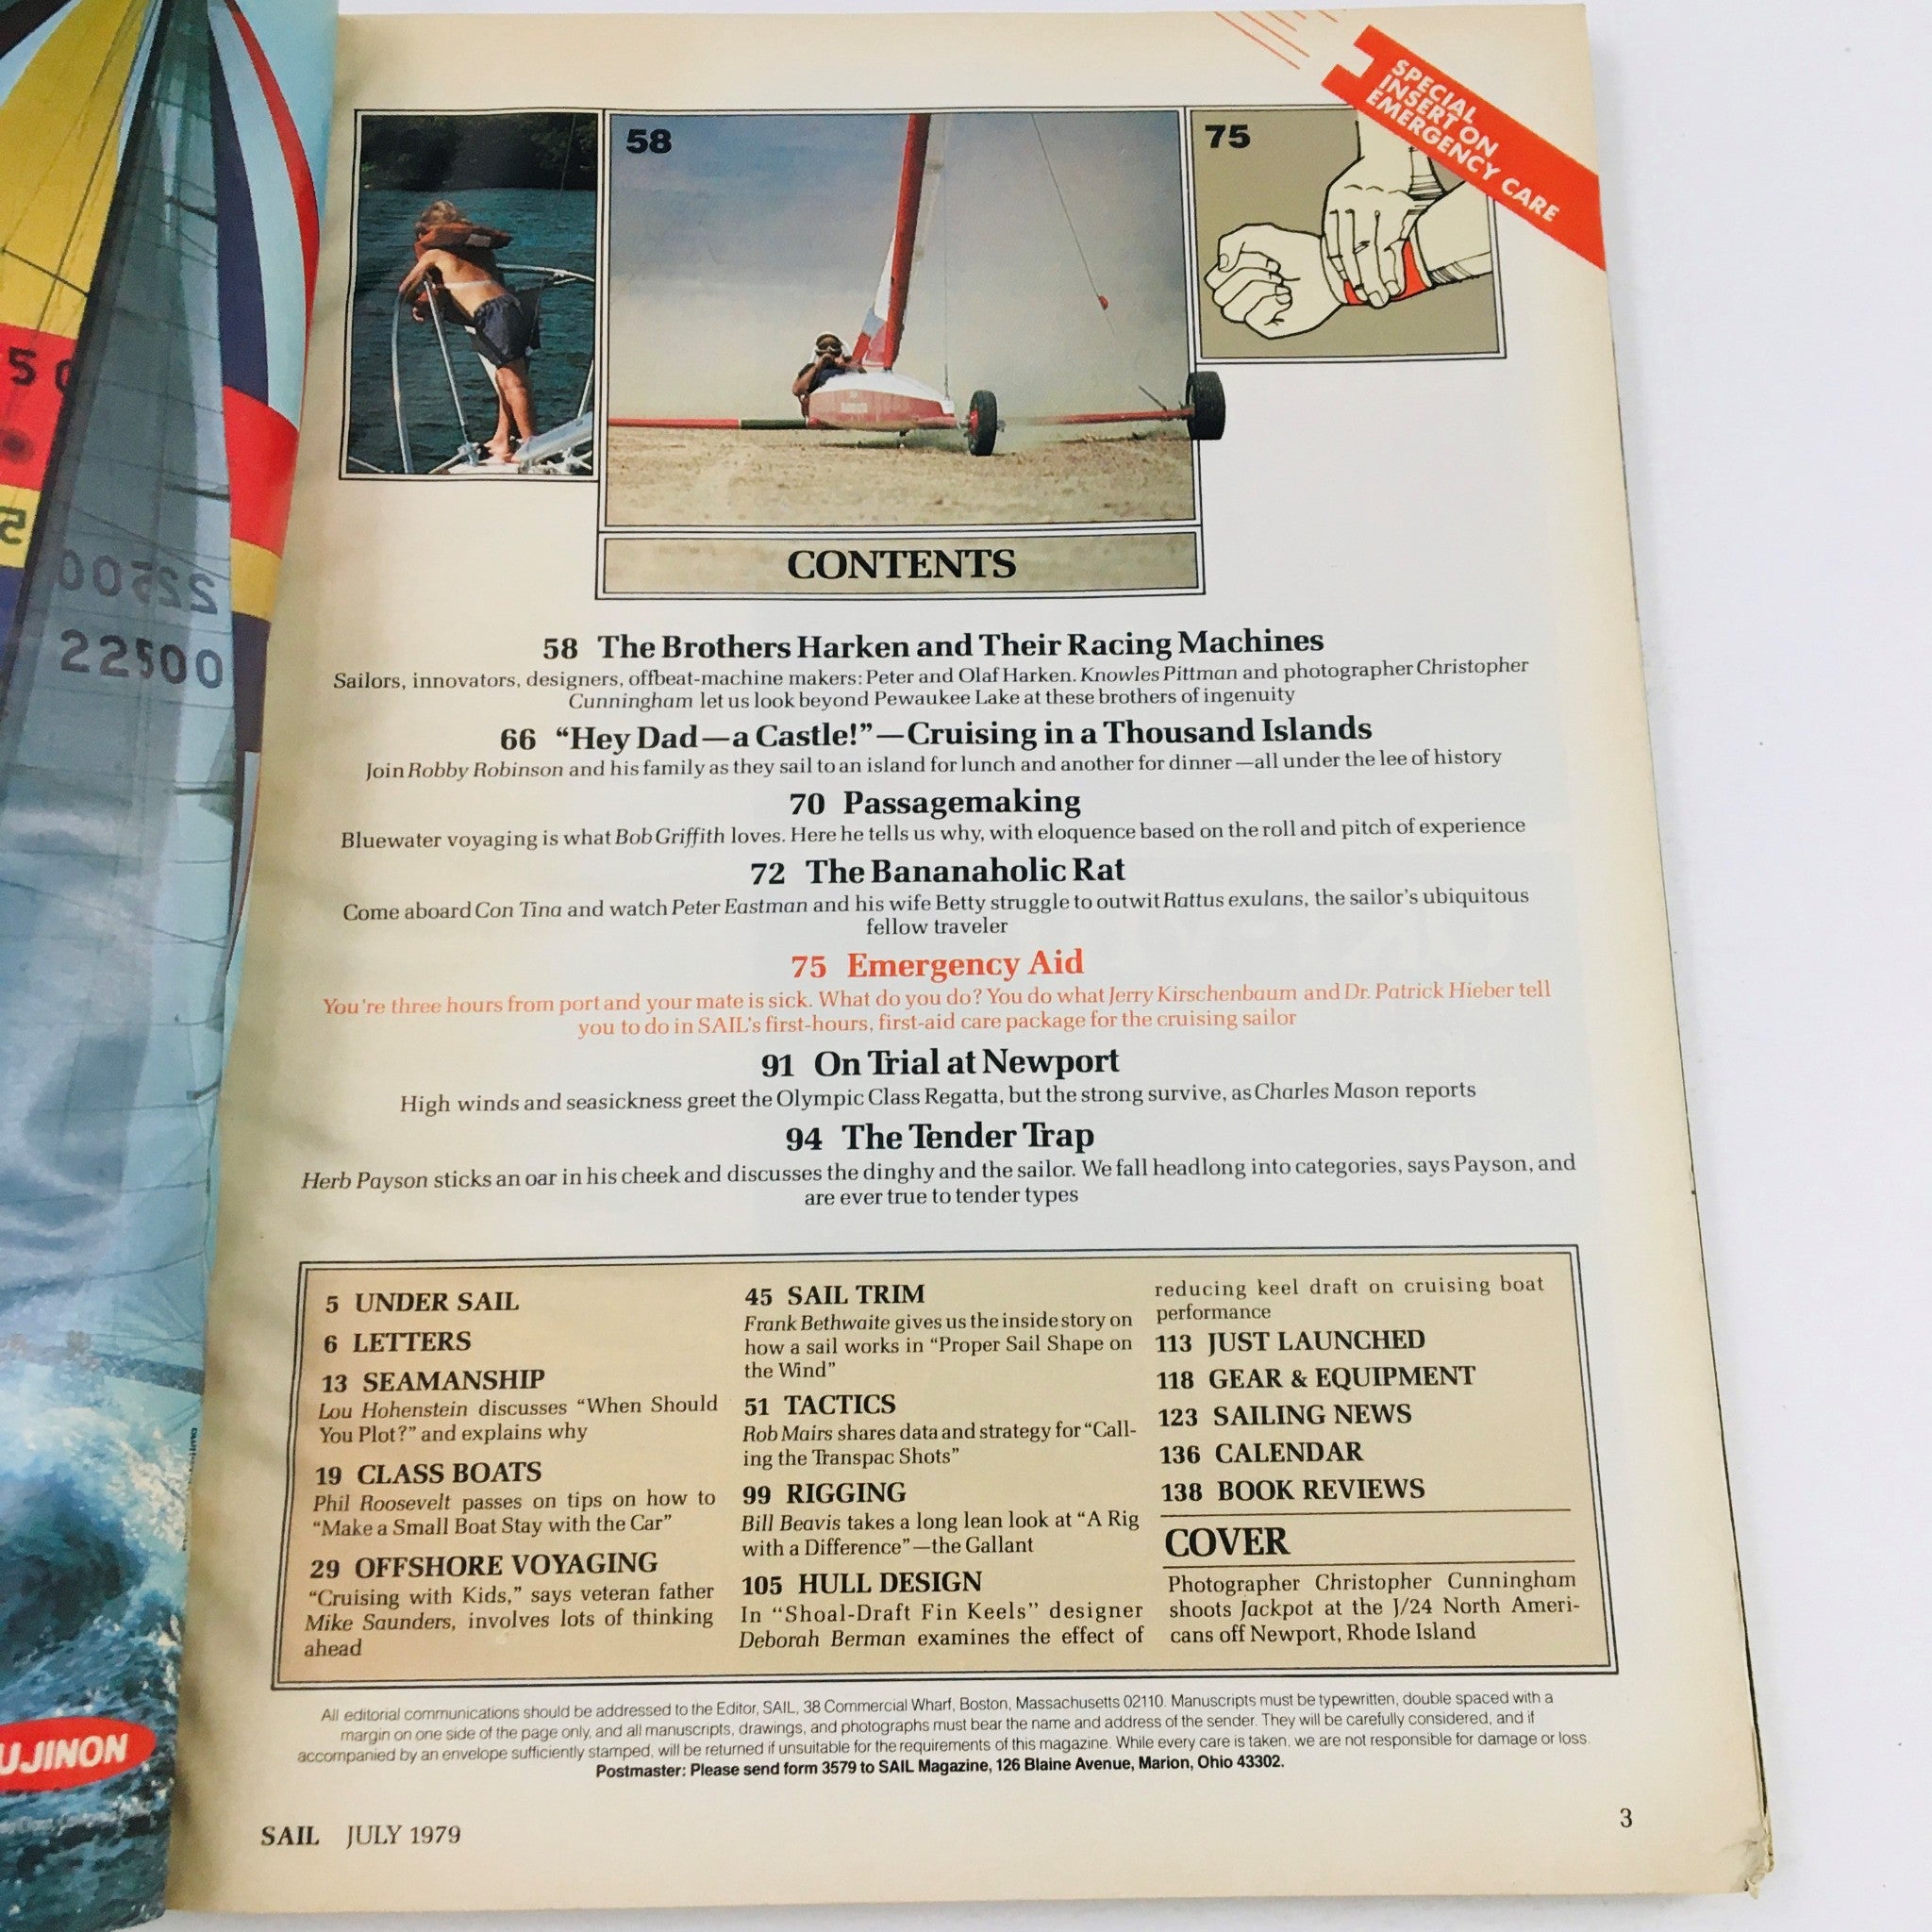 5 0
5
22500
22500
UJINON
SPECIAL
INSERT ON
EMERGENCY CARE
58
75
CONTENTS
58 The Brothers Harken and Their Racing Machines
Sailors, innovators, designers, offbeat-machine makers: Peter and Olaf Harken. Knowles Pittman and photographer Christopher
Cunningham let us look beyond Pewaukee Lake at these brothers of ingenuity
66 “Hey Dad—a Castle!”—Cruising in a Thousand Islands
Join Robby Robinson and his family as they sail to an island for lunch and another for dinner—all under the lee of history
70 Passagemaking
Bluewater voyaging is what Bob Griffith loves. Here he tells us why, with eloquence based on the roll and pitch of experience
72 The Bananaholic Rat
Come aboard Con Tina and watch Peter Eastman and his wife Betty struggle to outwit Rattus exulans, the sailor’s ubiquitous
fellow traveler
75 Emergency Aid
You’re three hours from port and your mate is sick. What do you do? You do what Jerry Kirschenbaum and Dr. Patrick Hieber tell
you to do in SAIL’s first-hours, first-aid care package for the cruising sailor
91 On Trial at Newport
High winds and seasickness greet the Olympic Class Regatta, but the strong survive, as Charles Mason reports
94 The Tender Trap
Herb Payson sticks an oar in his cheek and discusses the dinghy and the sailor. We fall headlong into categories, says Payson, and
are ever true to tender types
5 UNDER SAIL
6 LETTERS
13 SEAMANSHIP
Lou Hohenstein discusses “When Should
You Plot?” and explains why
19 CLASS BOATS
Phil Roosevelt passes on tips on how to
“Make a Small Boat Stay with the Car”
29 OFFSHORE VOYAGING
“Cruising with Kids,” says veteran father
Mike Saunders, involves lots of thinking
ahead
45 SAIL TRIM
Frank Bethwaite gives us the inside story on
how a sail works in “Proper Sail Shape on
the Wind”
51 TACTICS
Rob Mairs shares data and strategy for “Call-
ing the Transpac Shots”
99 RIGGING
Bill Beavis takes a long lean look at “A Rig
with a Difference”—the Gallant
105 HULL DESIGN
In “Shoal-Draft Fin Keels” designer
Deborah Berman examines the effect of
reducing keel draft on cruising boat
performance
113 JUST LAUNCHED
118 GEAR & EQUIPMENT
123 SAILING NEWS
136 CALENDAR
138 BOOK REVIEWS
COVER
Photographer Christopher Cunningham
shoots Jackpot at the J/24 North Ameri-
cans off Newport, Rhode Island
All editorial communications should be addressed to the Editor, SAIL, 38 Commercial Wharf, Boston, Massachusetts 02110. Manuscripts must be typewritten, double spaced with a
margin on one side of the page only, and all manuscripts, drawings, and photographs must bear the name and address of the sender. They will be carefully considered, and if
accompanied by an envelope sufficiently stamped, will be returned if unsuitable for the requirements of this magazine. While every care is taken, we are not responsible for damage or loss.
Postmaster: Please send form 3579 to SAIL Magazine, 126 Blaine Avenue, Marion, Ohio 43302.
SAIL JULY 1979
3